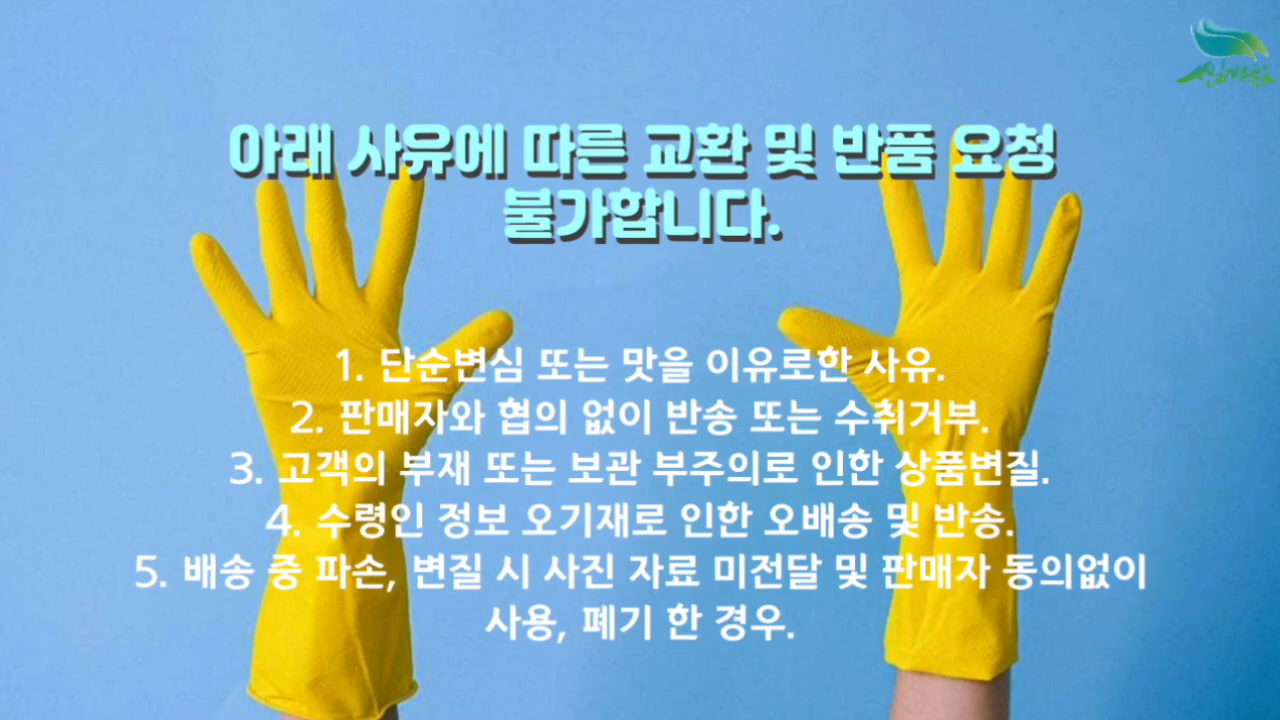 아래 사유에 따른 교환 및 반품 요청
불가합니다.
1. 단순변심 또는 맛을 이유로한 사유.
2. 판매자와 협의 없이 반송 또는 수취거부.
3. 고객의 부재 또는 보관 부주의로 인한 상품변질.
4. 수령인 정보 오기재로 인한 오배송 및 반송.
5. 배송 중 파손, 변질 시 사진 자료 미전달 및 판매자 동의없이
사용, 폐기 한 경우.